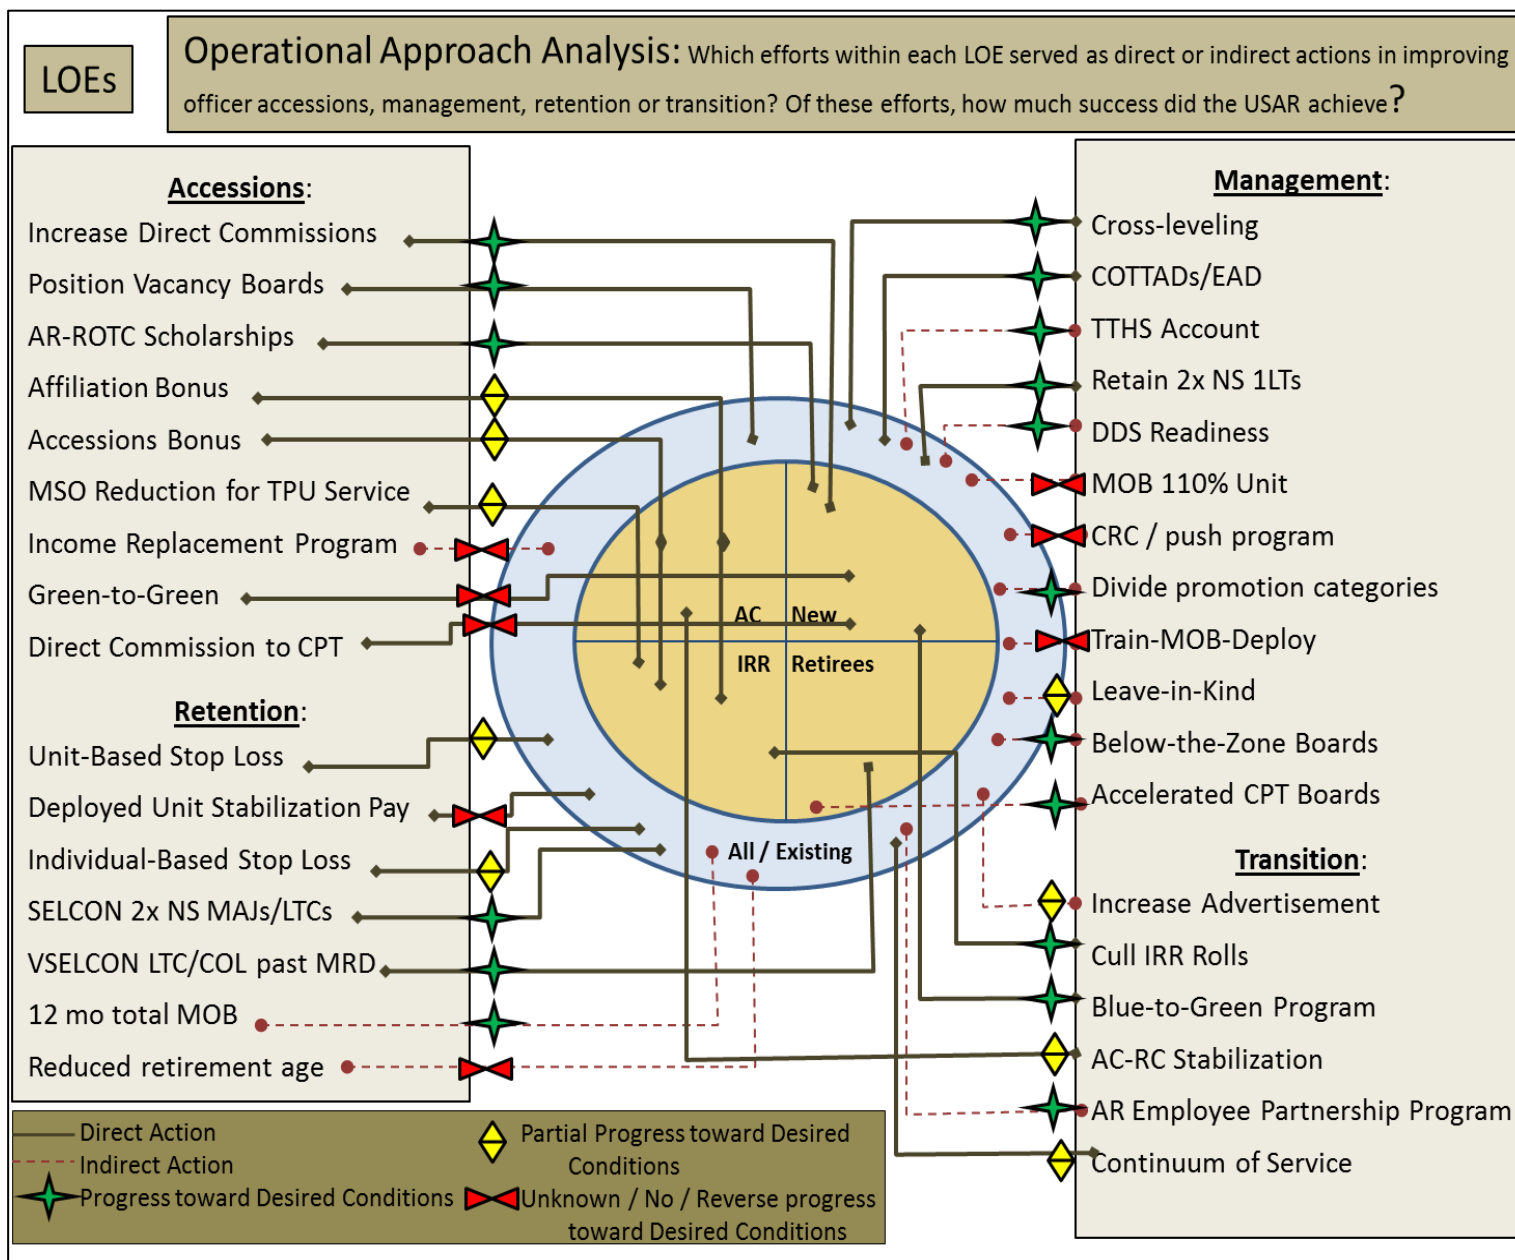 LOEs
Operational Approach Analysis: Which efforts within each LOE served as direct or indirect actions in improving
officer accessions, management, retention or transition? Of these efforts, how much success did the USAR achieve?
Accessions:
Increase Direct Commissions
Position Vacancy Boards
AR-ROTC Scholarships
Affiliation Bonus
Accessions Bonus
MSO Reduction for TPU Service
Income Replacement Program
Green-to-Green
Direct Commission to CPT
Retention:
Unit-Based Stop Loss
Deployed Unit Stabilization Pay
Individual-Based Stop Loss
SELCON 2x NS MAJs/LTCs
VSELCON LTC/COL past MRD
12 mo total MOB
Reduced retirement age
AC New
IRR Retirees
All / Existing
Management:
Cross-leveling
COTTADs/EAD
TTHS Account
Retain 2x NS 1LTs
DDS Readiness
MOB 110% Unit
CRC / push program
Divide promotion categories
Train-MOB-Deploy
Leave-in-Kind
Below-the-Zone Boards
Accelerated CPT Boards
Transition:
Increase Advertisement
Cull IRR Rolls
Blue-to-Green Program
AC-RC Stabilization
AR Employee Partnership Program
Continuum of Service
Direct Action
Indirect Action
Progress toward Desired Conditions
Partial Progress toward Desired
Conditions
Unknown / No / Reverse progress
toward Desired Conditions